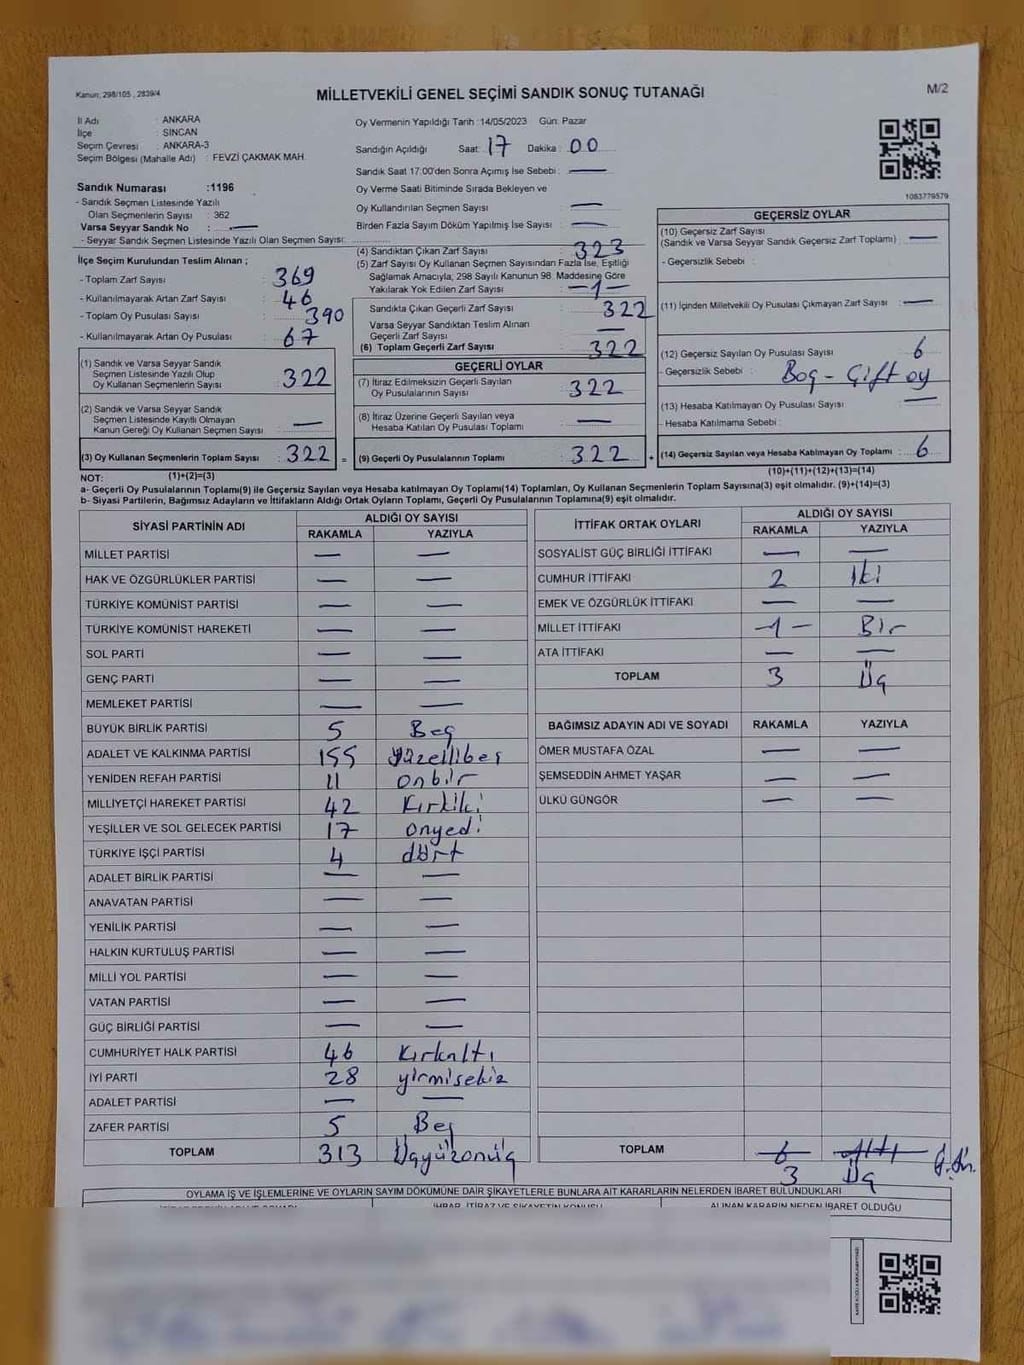 Kanun; 298/105 , 2839/4
MİLLETVEKİLİ GENEL SEÇİMİ SANDIK SONUÇ TUTANAĞI
M/2
İl Adı : ANKARA
İlçe : SİNCAN
Seçim Çevresi : ANKARA-3
Seçim Bölgesi (Mahalle Adı) : FEVZİ ÇAKMAK MAH.
Oy Vermenin Yapıldığı Tarih :14/05/2023 Gün: Pazar
Sandığın Açıldığı Saat: 17 Dakika: 00
Sandık Saat 17:00'den Sonra Açımış İse Sebebi : —
Oy Verme Saati Bitiminde Sırada Bekleyen ve
Oy Kullandırılan Seçmen Sayısı : —
Birden Fazla Sayım Döküm Yapılmış İse Sayısı : —
1083779579
Sandık Numarası :1196
- Sandık Seçmen Listesinde Yazılı
Olan Seçmenlerin Sayısı : 362
Varsa Seyyar Sandık No : —
- Seyyar Sandık Seçmen Listesinde Yazılı Olan Seçmen Sayısı:
İlçe Seçim Kurulundan Teslim Alınan ;
- Toplam Zarf Sayısı : 369
- Kullanılmayarak Artan Zarf Sayısı : 46
- Toplam Oy Pusulası Sayısı : 390
- Kullanılmayarak Artan Oy Pusulası : 67
(1) Sandık ve Varsa Seyyar Sandık
Seçmen Listesinde Yazılı Olup
Oy Kullanan Seçmenlerin Sayısı : 322
(2) Sandık ve Varsa Seyyar Sandık
Seçmen Listesinde Kayıtlı Olmayan
Kanun Gereği Oy Kullanan Seçmen Sayısı : —
(3) Oy Kullanan Seçmenlerin Toplam Sayısı : 322 =
(1)+(2)=(3)
(4) Sandıktan Çıkan Zarf Sayısı : 323
(5) Zarf Sayısı Oy Kullanan Seçmen Sayısından Fazla İse, Eşitliği
Sağlamak Amacıyla, 298 Sayılı Kanunun 98. Maddesine Göre
Yakılarak Yok Edilen Zarf Sayısı : —1—
Sandıkta Çıkan Geçerli Zarf Sayısı : 322
Varsa Seyyar Sandıktan Teslim Alınan
Geçerli Zarf Sayısı : —
(6) Toplam Geçerli Zarf Sayısı : 322
GEÇERLİ OYLAR
(7) İtiraz Edilmeksizin Geçerli Sayılan
Oy Pusulalarının Sayısı : 322
(8) İtiraz Üzerine Geçerli Sayılan veya
Hesaba Katılan Oy Pusulası Toplamı : —
(9) Geçerli Oy Pusulalarının Toplamı : 322 +
GEÇERSİZ OYLAR
(10) Geçersiz Zarf Sayısı
(Sandık ve Varsa Seyyar Sandık Geçersiz Zarf Toplamı) : —
- Geçersizlik Sebebi :
(11) İçinden Milletvekili Oy Pusulası Çıkmayan Zarf Sayısı : —
(12) Geçersiz Sayılan Oy Pusulası Sayısı : 6
- Geçersizlik Sebebi : Boş - Çift oy
(13) Hesaba Katılmayan Oy Pusulası Sayısı : —
- Hesaba Katılmama Sebebi :
(14) Geçersiz Sayılan veya Hesaba Katılmayan Oy Toplamı : 6
(10)+(11)+(12)+(13)=(14)
NOT:
a- Geçerli Oy Pusulalarının Toplamı(9) ile Geçersiz Sayılan veya Hesaba katılmayan Oy Toplamı(14) Toplamları, Oy Kullanan Seçmenlerin Toplam Sayısına(3) eşit olmalıdır. (9)+(14)=(3)
b- Siyasi Partilerin, Bağımsız Adayların ve İttifakların Aldığı Ortak Oyların Toplamı, Geçerli Oy Pusulalarının Toplamına(9) eşit olmalıdır.
SİYASİ PARTİNİN ADI ALDIĞI OY SAYISI
RAKAMLA YAZIYLA
MİLLET PARTİSİ — —
HAK VE ÖZGÜRLÜKLER PARTİSİ — —
TÜRKİYE KOMÜNİST PARTİSİ — —
TÜRKİYE KOMÜNİST HAREKETİ — —
SOL PARTİ — —
GENÇ PARTİ — —
MEMLEKET PARTİSİ — —
BÜYÜK BİRLİK PARTİSİ 5 Beş
ADALET VE KALKINMA PARTİSİ 155 Yüzellibeş
YENİDEN REFAH PARTİSİ 11 onbir
MİLLİYETÇİ HAREKET PARTİSİ 42 Kırkiki
YEŞİLLER VE SOL GELECEK PARTİSİ 17 onyedi
TÜRKİYE İŞÇİ PARTİSİ 4 dört
ADALET BİRLİK PARTİSİ — —
ANAVATAN PARTİSİ — —
YENİLİK PARTİSİ — —
HALKIN KURTULUŞ PARTİSİ — —
MİLLİ YOL PARTİSİ — —
VATAN PARTİSİ — —
GÜÇ BİRLİĞİ PARTİSİ — —
CUMHURİYET HALK PARTİSİ 46 Kırkaltı
İYİ PARTİ 28 yirmisekiz
ADALET PARTİSİ — —
ZAFER PARTİSİ 5 Beş
TOPLAM 313 Üçyüzonüç
İTTİFAK ORTAK OYLARI ALDIĞI OY SAYISI
RAKAMLA YAZIYLA
SOSYALİST GÜÇ BİRLİĞİ İTTİFAKI — —
CUMHUR İTTİFAKI 2 İki
EMEK VE ÖZGÜRLÜK İTTİFAKI — —
MİLLET İTTİFAKI —1— Bir
ATA İTTİFAKI — —
TOPLAM 3 Üç
BAĞIMSIZ ADAYIN ADI VE SOYADI RAKAMLA YAZIYLA
ÖMER MUSTAFA ÖZAL — —
ŞEMSEDDİN AHMET YAŞAR — —
ÜLKÜ GÜNGÖR — —
TOPLAM 6 Altı
3 Üç
OYLAMA İŞ VE İŞLEMLERİNE VE OYLARIN SAYIM DÖKÜMÜNE DAİR ŞİKAYETLERLE BUNLARA AİT KARARLARIN NELERDEN İBARET BULUNDUKLARI
İHBAR, İTİRAZ VE ŞİKAYETİN KONUSU
ALINAN KARARIN NEDEN İBARET OLDUĞU